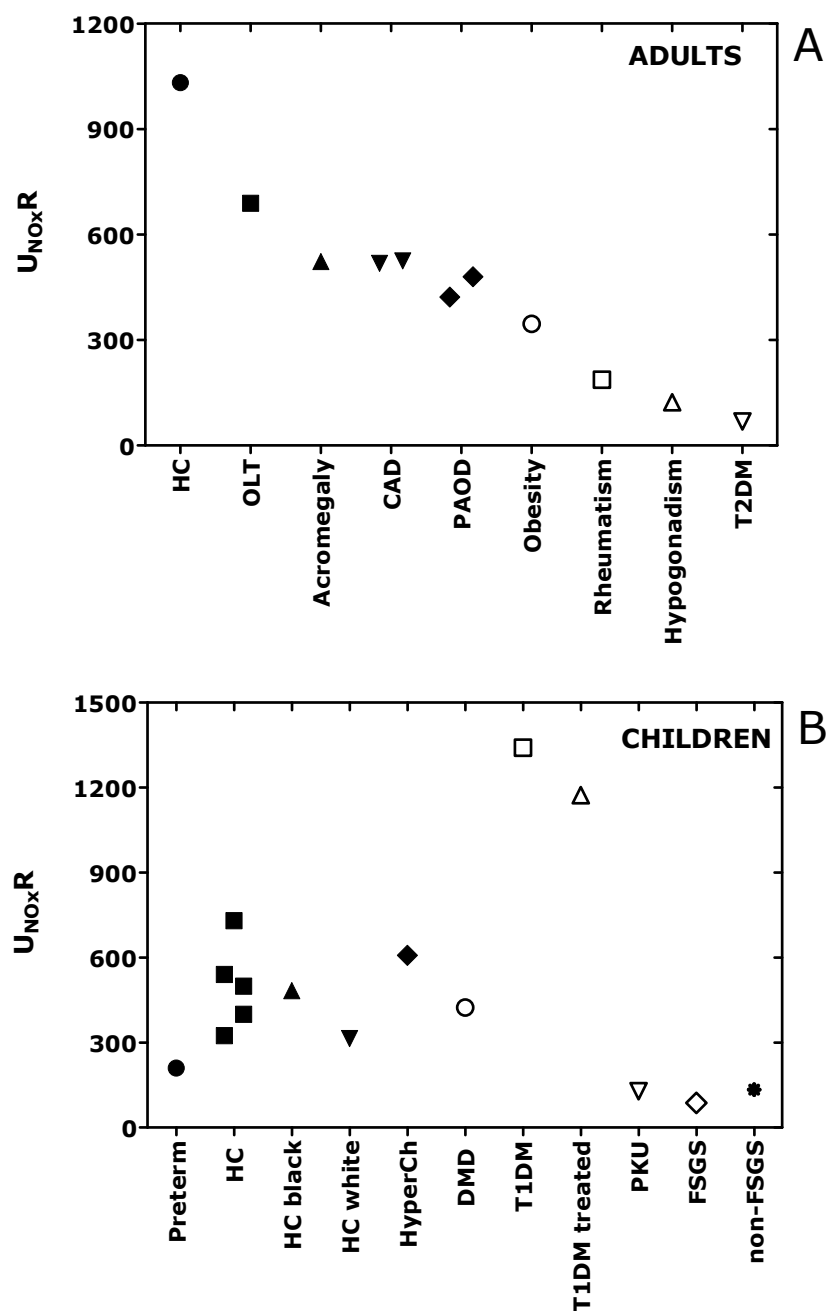 A
ADULTS
1200
900
600
300
0
UNOxR
HC
OLT
Acromegaly
CAD
PAOD
Obesity
Rheumatism
Hypogonadism
T2DM
B
CHILDREN
1500
1200
900
600
300
0
UNOxR
Preterm
HC
HC black
HC white
HyperCh
DMD
T1DM
T1DM treated
PKU
FSGS
non-FSGS